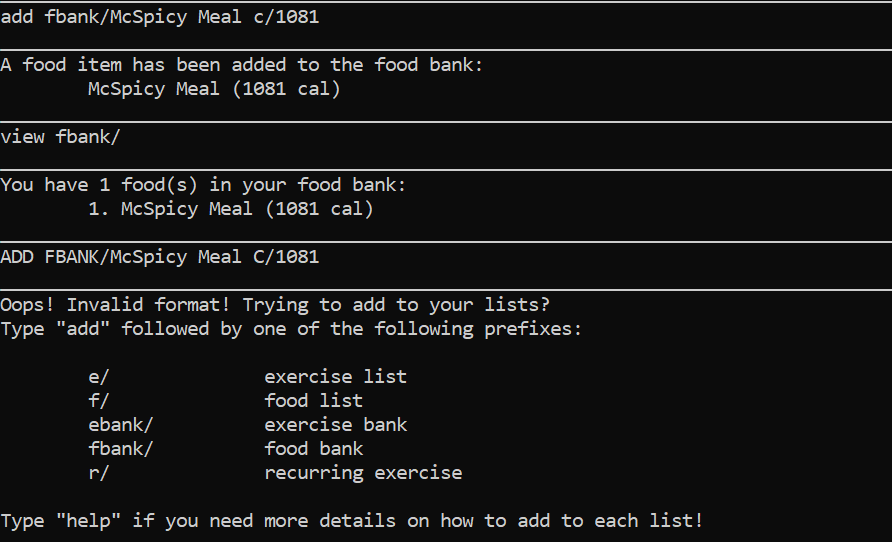 add fbank/McSpicy Meal c/1081
A food item has been added to the food bank:
McSpicy Meal (1081 cal)
view fbank/
You have 1 food(s) in your food bank:
1. McSpicy Meal (1081 cal)
ADD FBANK/McSpicy Meal C/1081
Oops! Invalid format! Trying to add to your lists?
Type "add" followed by one of the following prefixes:
e/ exercise list
f/ food list
ebank/ exercise bank
fbank/ food bank
r/ recurring exercise
Type "help" if you need more details on how to add to each list!